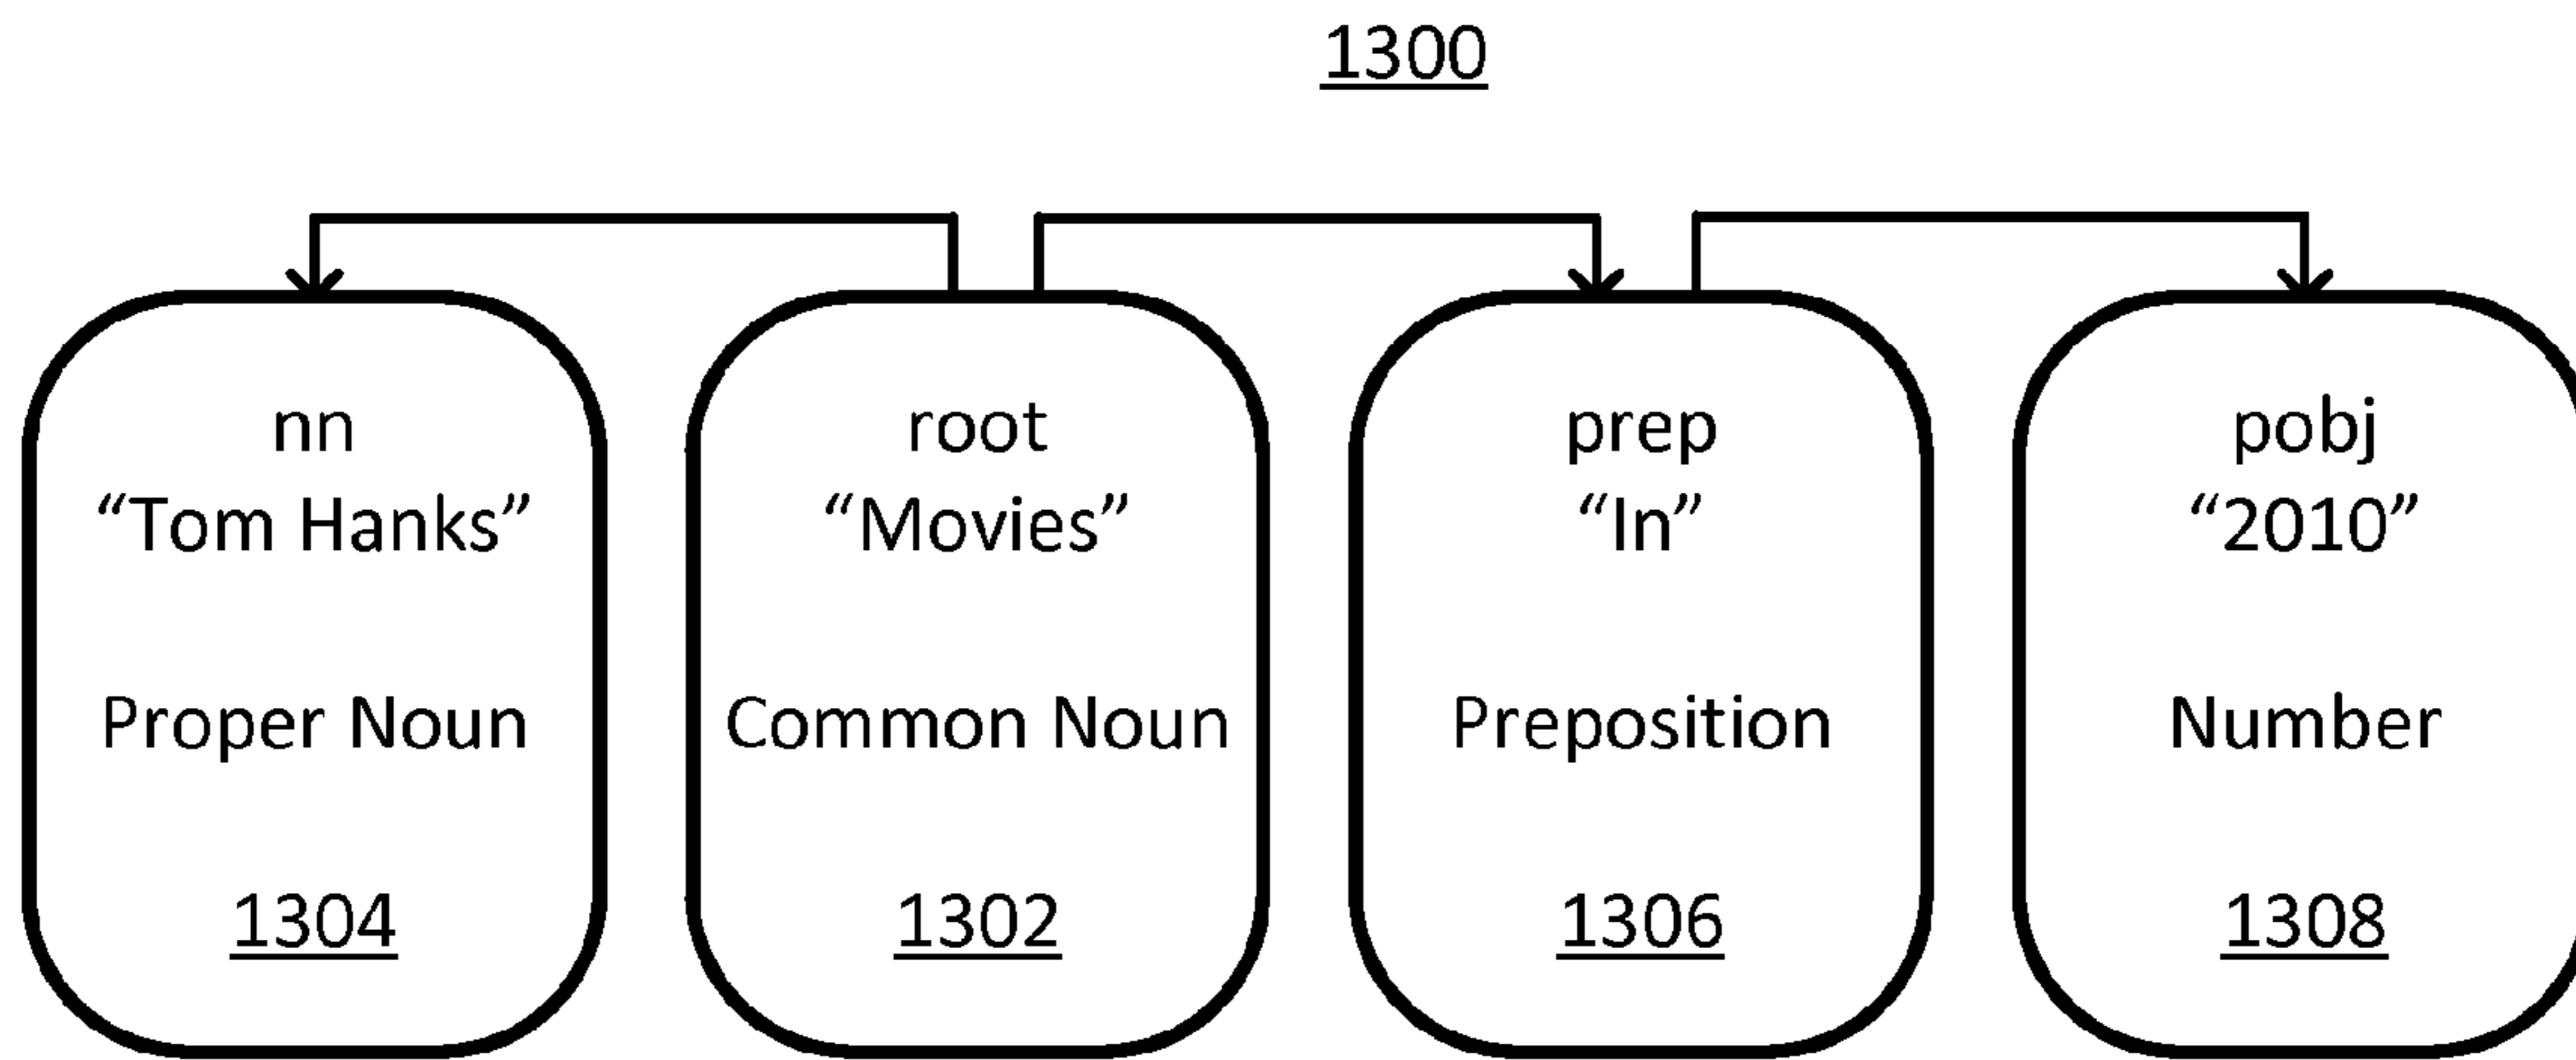 1300
nn
“Tom Hanks”
Proper Noun
1304
root
“Movies”
Common Noun
1302
prep
“In”
Preposition
1306
pobj
“2010”
Number
1308